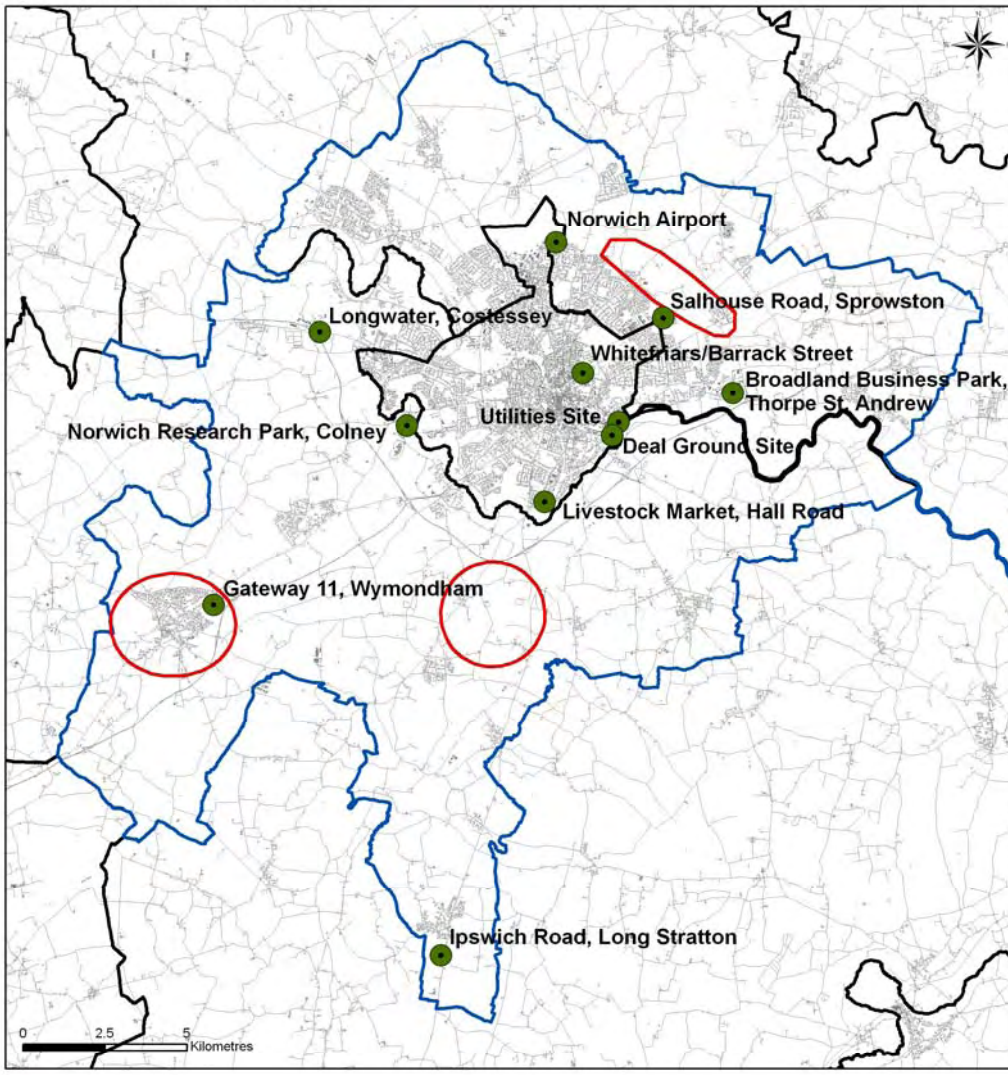 Norwich Airport
Salhouse Road, Sprowston
Longwater, Costessey
Whitefriars/Barrack Street
Broadland Business Park,
Thorpe St. Andrew
Utilities Site
Norwich Research Park, Colney
Deal Ground Site
Livestock Market, Hall Road
Gateway 11, Wymondham
Ipswich Road, Long Stratton
0 2.5 5
Kilometres